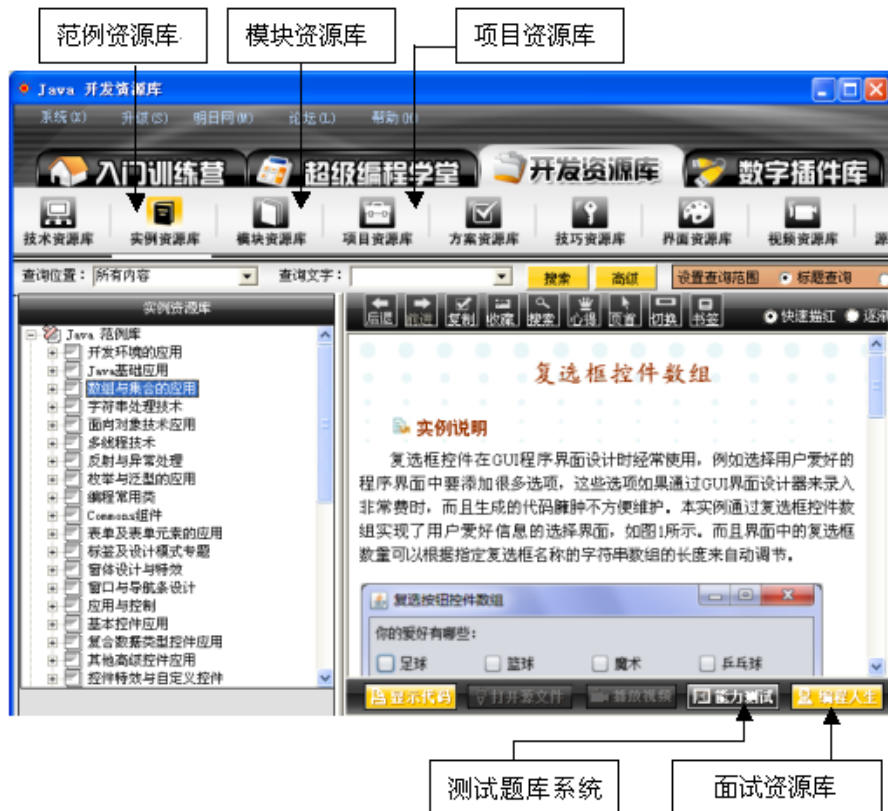 范例资源库
模块资源库
项目资源库
Java 开发资源库
系统(X) 升级(S) 明日网(W) 论坛(L) 帮助(H)
入门训练营 超级编程学堂 开发资源库 数字插件库
技术资源库 实例资源库 模块资源库 项目资源库 方案资源库 技巧资源库 界面资源库 视频资源库 源
查询位置： 所有内容 查询文字： 搜索 高级 设置查询范围 标题查询
实例资源库
后退 前进 复制 收藏 搜索 心得 页首 切换 书签 快速描红 逐
Java 范例库
开发环境的应用
Java基础应用
数组与集合的应用
字符串处理技术
面向对象技术应用
多线程技术
反射与异常处理
枚举与泛型的应用
编程常用类
Commons组件
表单及表单元素的应用
标签及设计模式专题
窗体设计与特效
窗口与导航条设计
应用与控制
基本控件应用
复合数据类型控件应用
其他高级控件应用
控件特效与自定义控件
复选框控件数组
实例说明
复选框控件在GUI程序界面设计时经常使用，例如选择用户爱好的
程序界面中要添加很多选项，这些选项如果通过GUI界面设计器来录入
非常费时，而且生成的代码臃肿不方便维护。本实例通过复选框控件数
组实现了用户爱好信息的选择界面，如图1所示。而且界面中的复选框
数量可以根据指定复选框名称的字符串数组的长度来自动调节。
复选按钮控件数组
你的爱好有哪些：
足球 篮球 魔术 乒乓球
显示代码 打开源文件 播放视频 能力测试 编程人生
测试题库系统
面试资源库